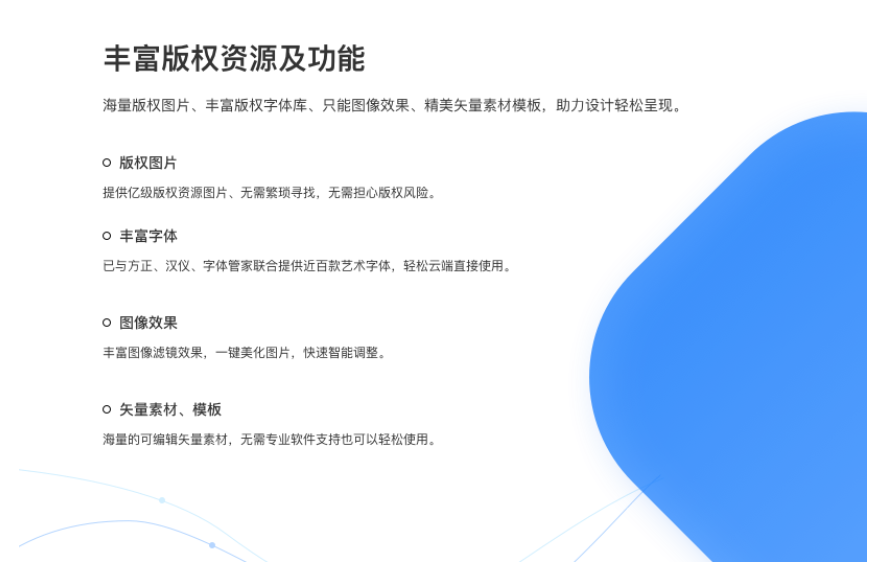 丰富版权资源及功能
海量版权图片、丰富版权字体库、只能图像效果、精美矢量素材模板，助力设计轻松呈现。
版权图片
提供亿级版权资源图片、无需繁琐寻找，无需担心版权风险。
丰富字体
已与方正、汉仪、字体管家联合提供近百款艺术字体，轻松云端直接使用。
图像效果
丰富图像滤镜效果，一键美化图片，快速智能调整。
矢量素材、模板
海量的可编辑矢量素材，无需专业软件支持也可以轻松使用。